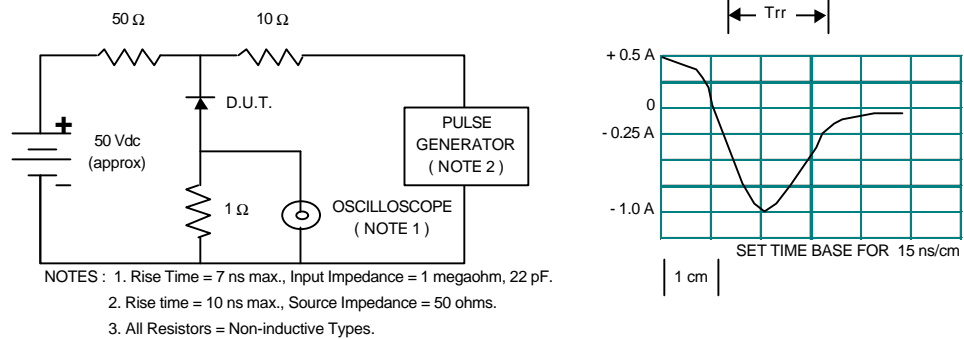 50 Ω
10 Ω
Trr
+ 0.5 A
D.U.T.
0
+
50 Vdc
(approx)
−
PULSE
GENERATOR
( NOTE 2 )
- 0.25 A
1 Ω
OSCILLOSCOPE
( NOTE 1 )
- 1.0 A
SET TIME BASE FOR 15 ns/cm
1 cm
NOTES : 1. Rise Time = 7 ns max., Input Impedance = 1 megaohm, 22 pF.
2. Rise time = 10 ns max., Source Impedance = 50 ohms.
3. All Resistors = Non-inductive Types.